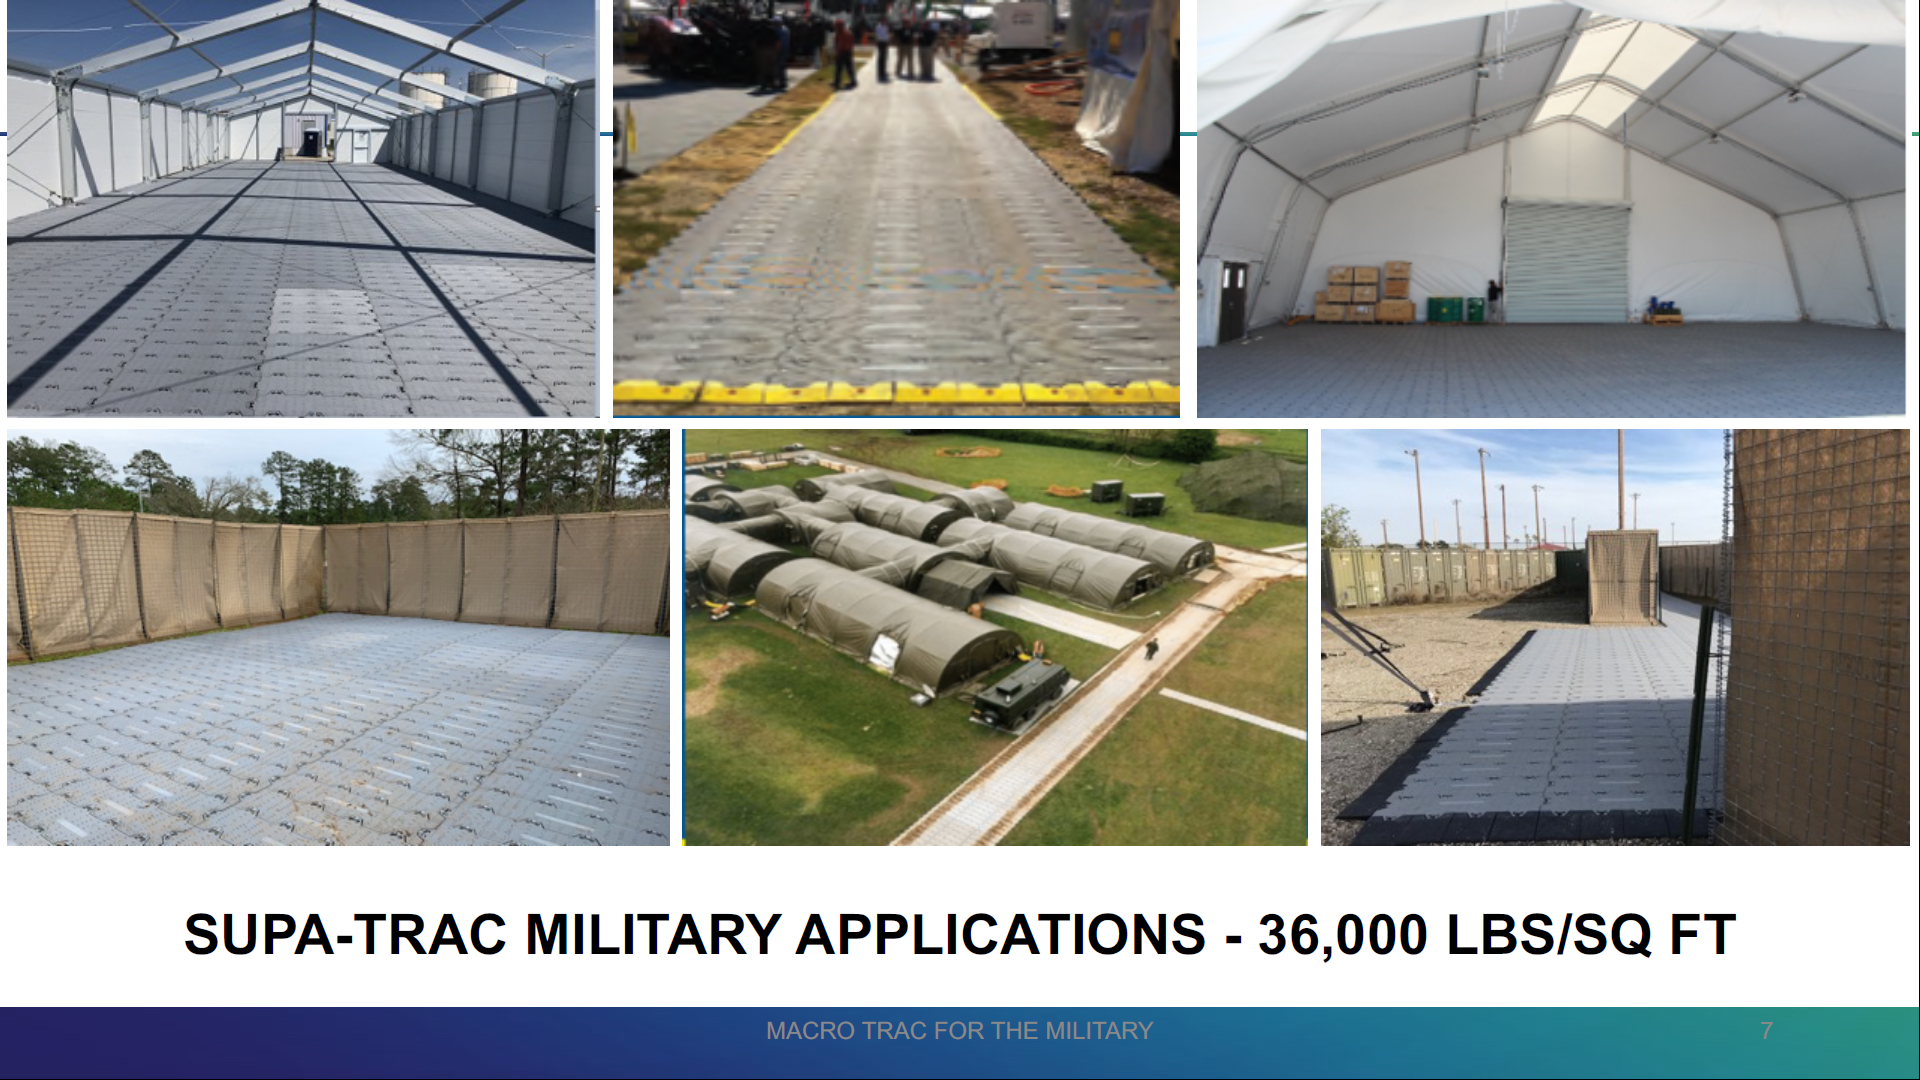 SUPA-TRAC MILITARY APPLICATIONS - 36,000 LBS/SQ FT
MACRO TRAC FOR THE MILITARY
7